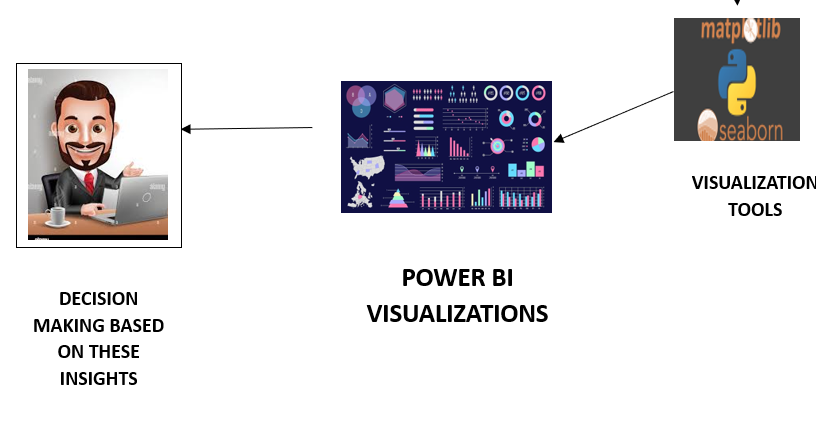 matplotlib
seaborn
VISUALIZATION
TOOLS
POWER BI
VISUALIZATIONS
DECISION
MAKING BASED
ON THESE
INSIGHTS